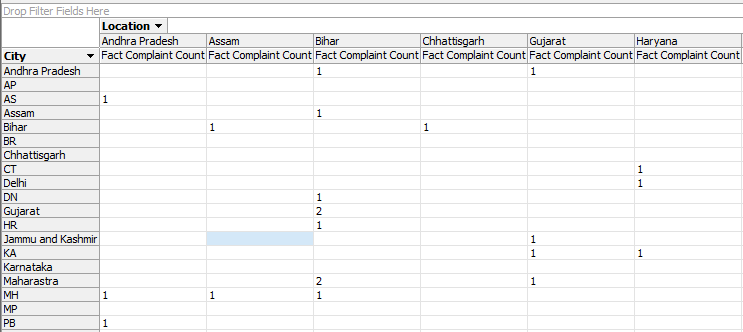 Drop Filter Fields Here
Location
Andhra Pradesh Assam Bihar Chhattisgarh Gujarat Haryana
City Fact Complaint Count Fact Complaint Count Fact Complaint Count Fact Complaint Count Fact Complaint Count Fact Complaint Count
Andhra Pradesh 1 1
AP
AS 1
Assam 1
Bihar 1 1
BR
Chhattisgarh
CT 1
Delhi 1
DN 1
Gujarat 2
HR 1
Jammu and Kashmir 1
KA 1 1
Karnataka
Maharastra 2 1
MH 1 1 1
MP
PB 1